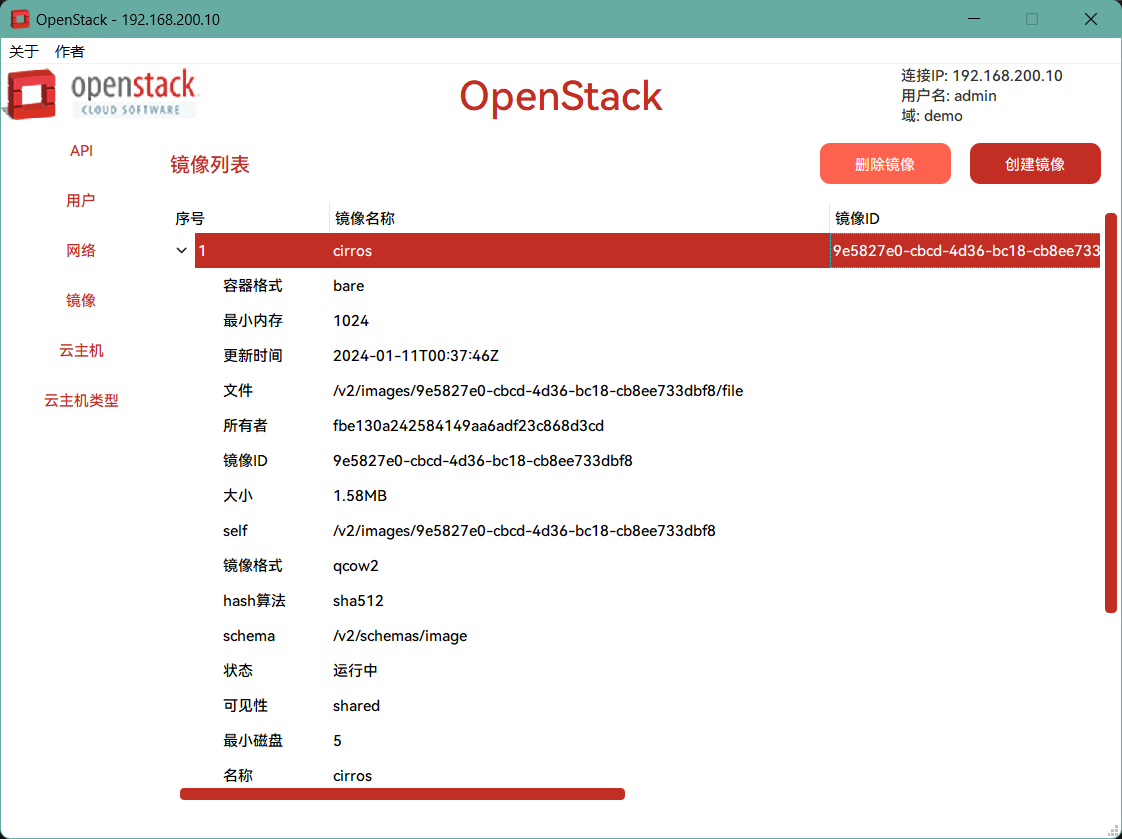 OpenStack - 192.168.200.10
关于 作者
openstack
CLOUD SOFTWARE
OpenStack
连接IP: 192.168.200.10
用户名: admin
域: demo
API
用户
网络
镜像
云主机
云主机类型
镜像列表 删除镜像 创建镜像
序号 镜像名称 镜像ID
1 cirros 9e5827e0-cbcd-4d36-bc18-cb8ee733
容器格式 bare
最小内存 1024
更新时间 2024-01-11T00:37:46Z
文件 /v2/images/9e5827e0-cbcd-4d36-bc18-cb8ee733dbf8/file
所有者 fbe130a242584149aa6adf23c868d3cd
镜像ID 9e5827e0-cbcd-4d36-bc18-cb8ee733dbf8
大小 1.58MB
self /v2/images/9e5827e0-cbcd-4d36-bc18-cb8ee733dbf8
镜像格式 qcow2
hash算法 sha512
schema /v2/schemas/image
状态 运行中
可见性 shared
最小磁盘 5
名称 cirros